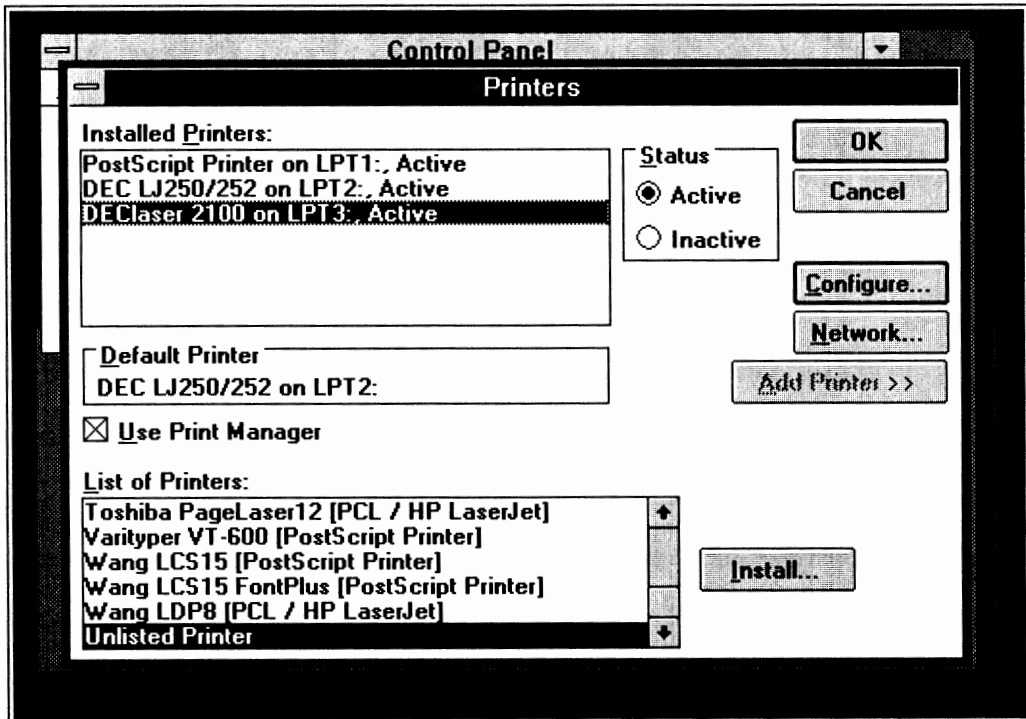 Control Panel
Printers
Installed Printers:
PostScript Printer on LPT1:, Active
DEC LJ250/252 on LPT2:, Active
DEClaser 2100 on LPT3:, Active
Status
Active
Inactive
OK
Cancel
Configure...
Network...
Add Printer >>
Default Printer
DEC LJ250/252 on LPT2:
Use Print Manager
List of Printers:
Toshiba PageLaser12 [PCL / HP LaserJet]
Varityper VT-600 [PostScript Printer]
Wang LCS15 [PostScript Printer]
Wang LCS15 FontPlus [PostScript Printer]
Wang LDP8 [PCL / HP LaserJet]
Unlisted Printer
Install...